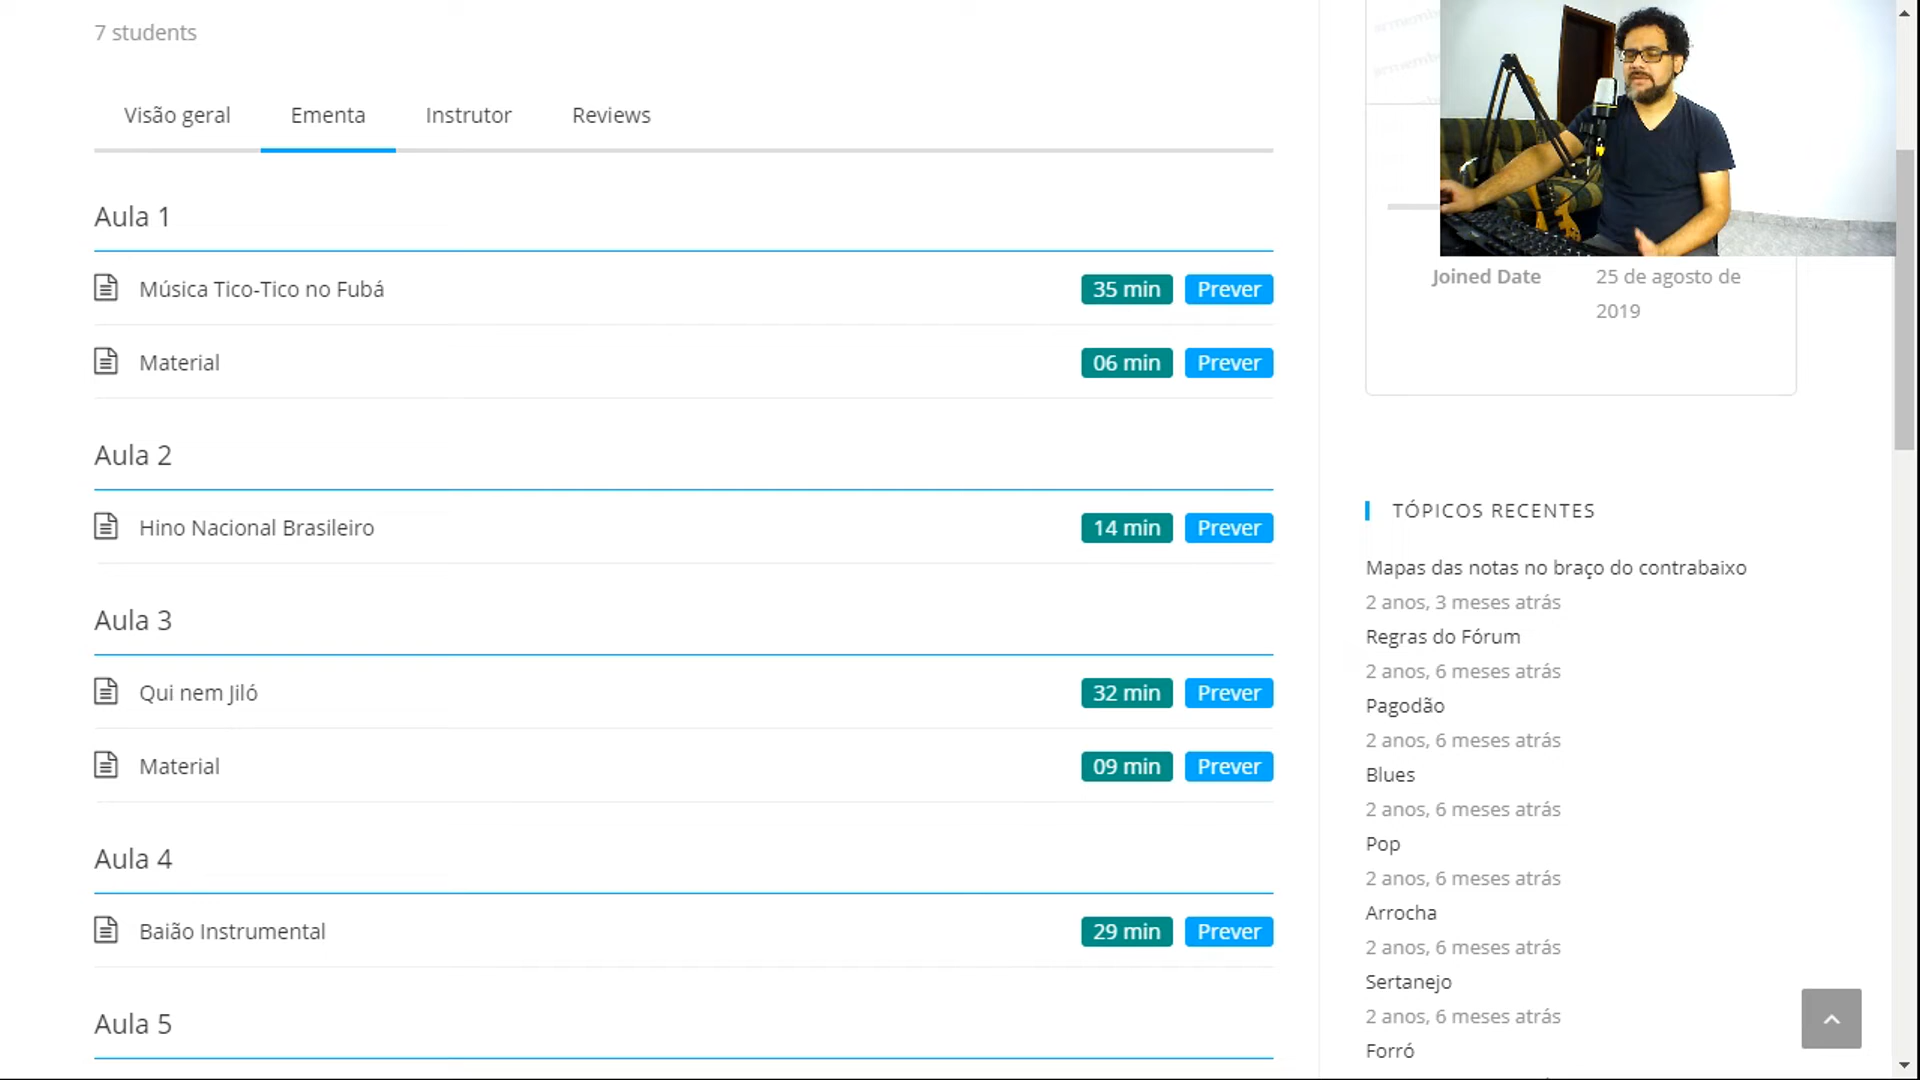 7 students
Visão geral
Ementa
Instrutor
Reviews
Aula 1
Música Tico-Tico no Fubá
35 min
Prever
Material
06 min
Prever
Aula 2
Hino Nacional Brasileiro
14 min
Prever
Aula 3
Qui nem Jiló
32 min
Prever
Material
09 min
Prever
Aula 4
Baião Instrumental
29 min
Prever
Aula 5
Joined Date
25 de agosto de
2019
TÓPICOS RECENTES
Mapas das notas no braço do contrabaixo
2 anos, 3 meses atrás
Regras do Fórum
2 anos, 6 meses atrás
Pagodão
2 anos, 6 meses atrás
Blues
2 anos, 6 meses atrás
Pop
2 anos, 6 meses atrás
Arrocha
2 anos, 6 meses atrás
Sertanejo
2 anos, 6 meses atrás
Forró